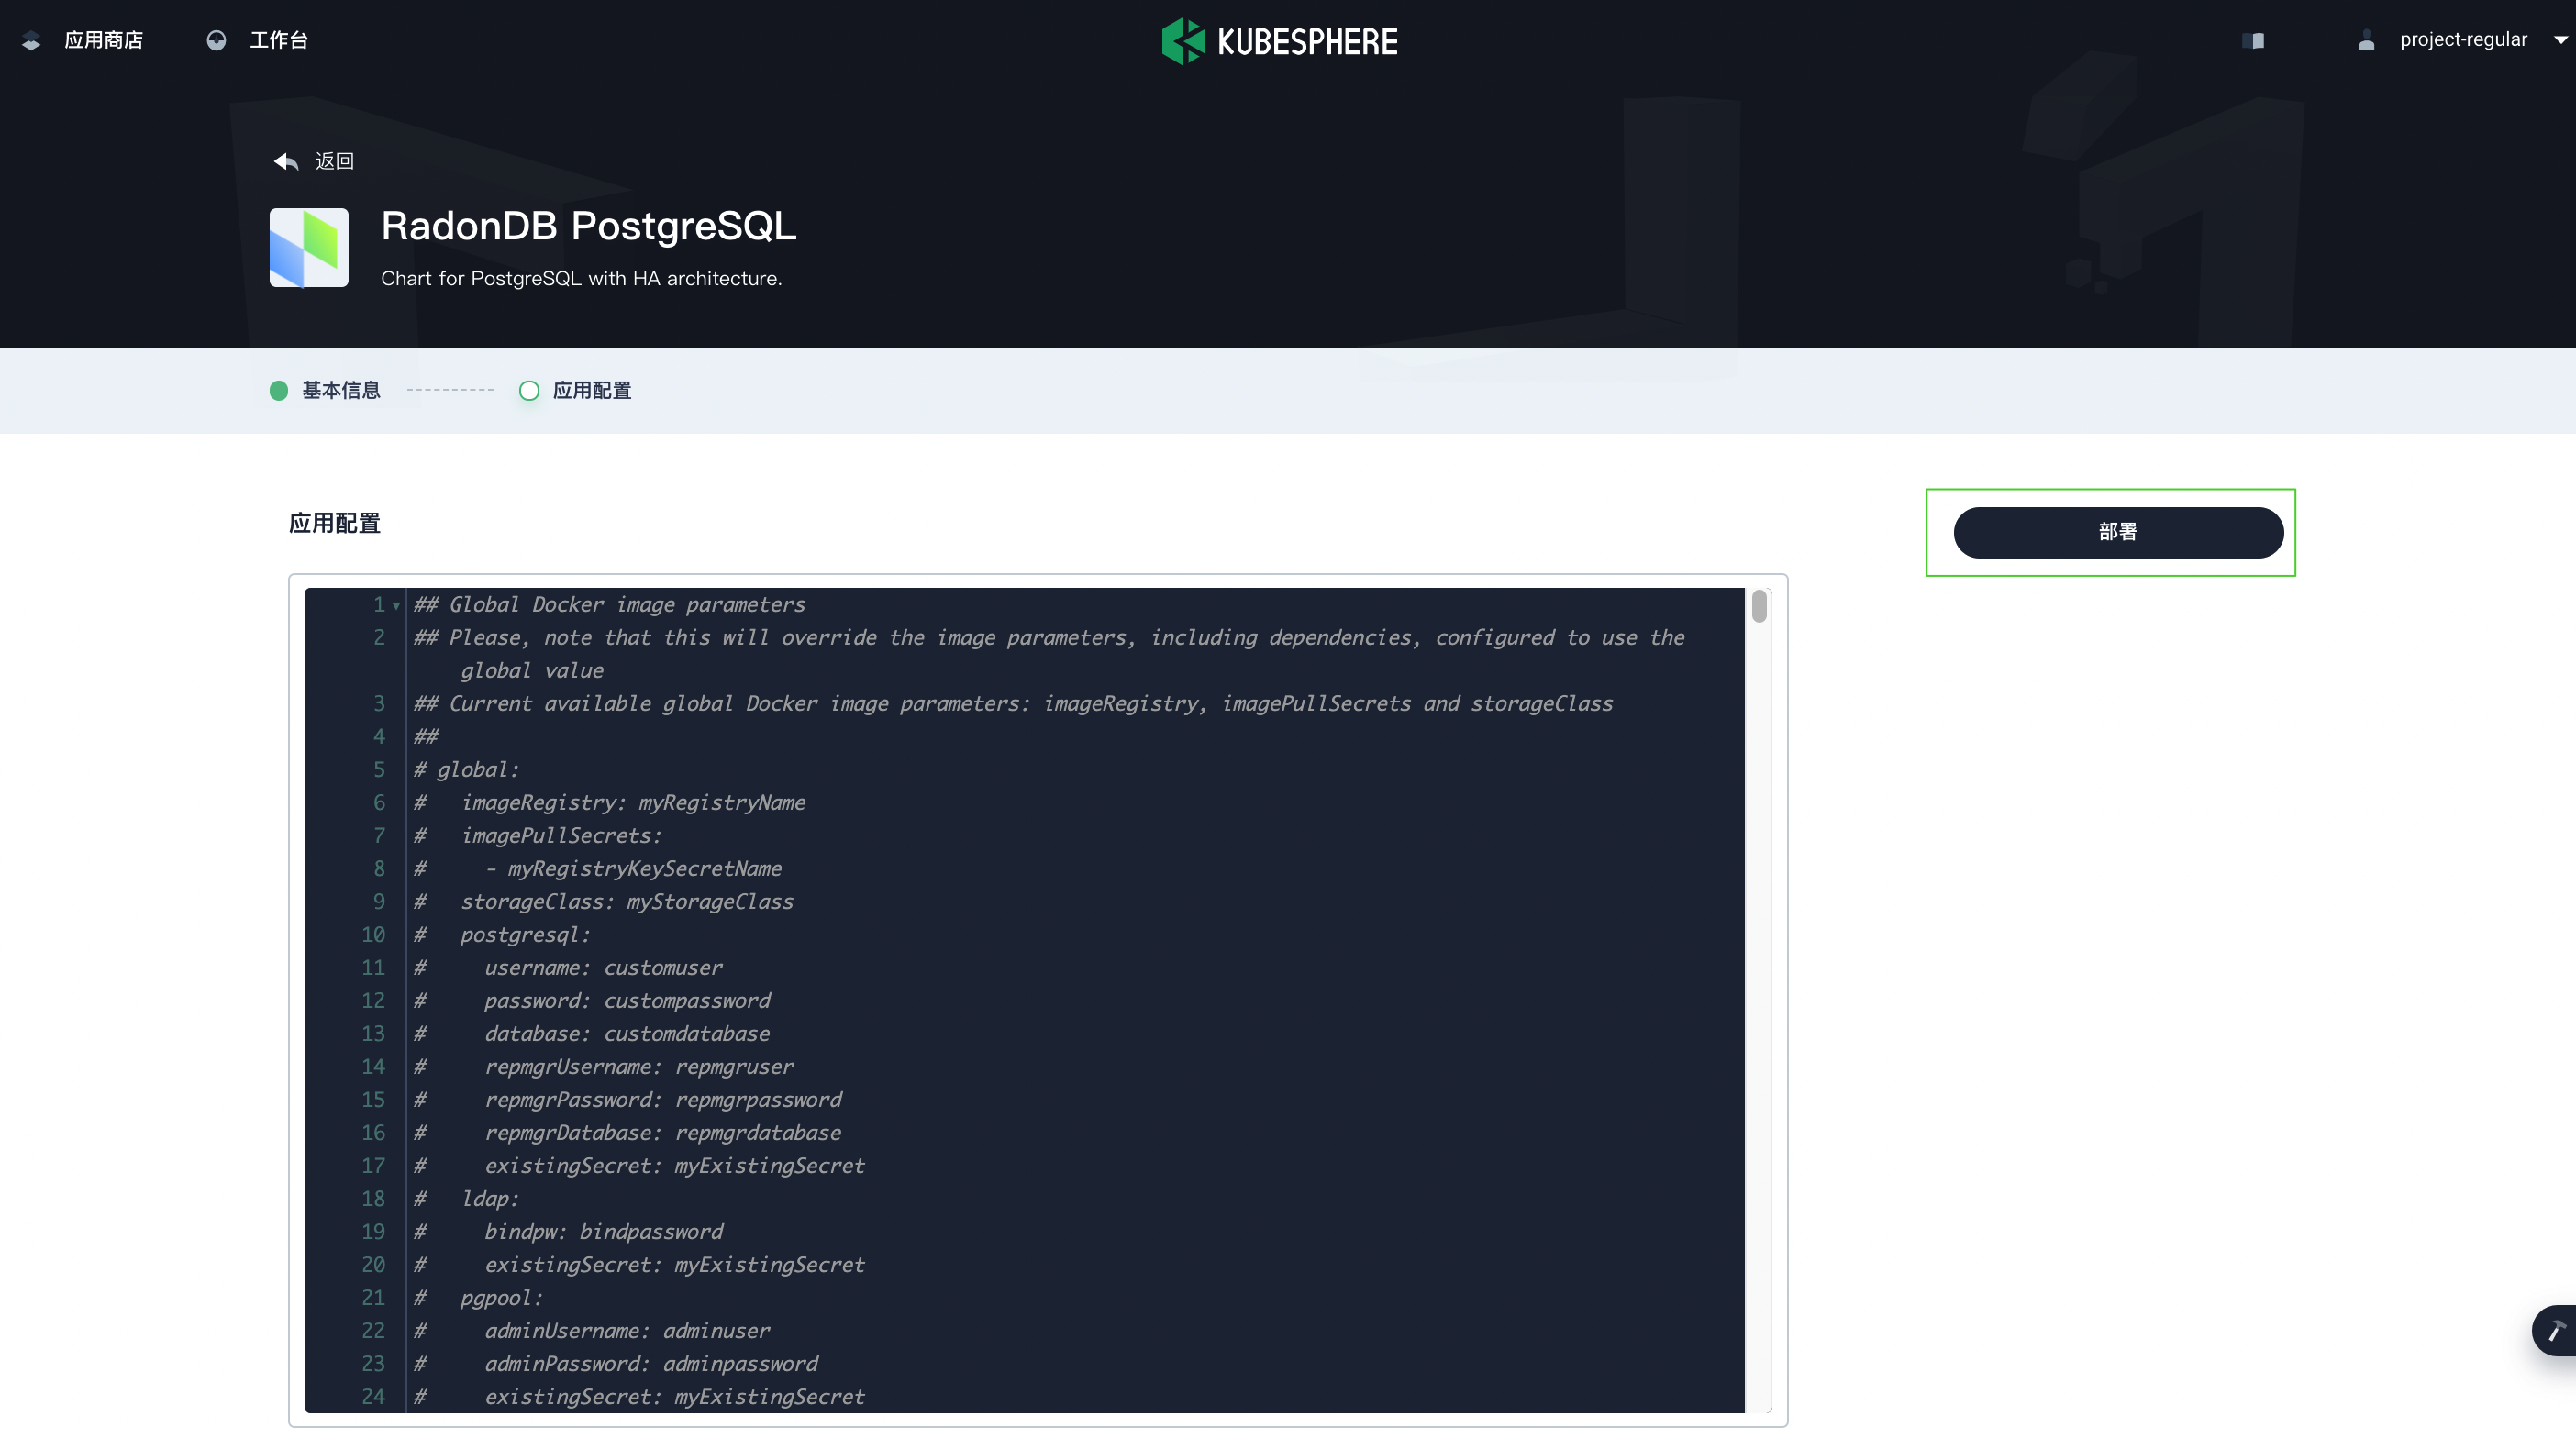 应用商店 工作台 KUBESPHERE project-regular
返回
RadonDB PostgreSQL
Chart for PostgreSQL with HA architecture.
基本信息 应用配置
应用配置
部署
1 ## Global Docker image parameters
2 ## Please, note that this will override the image parameters, including dependencies, configured to use the
global value
3 ## Current available global Docker image parameters: imageRegistry, imagePullSecrets and storageClass
4 ##
5 # global:
6 #   imageRegistry: myRegistryName
7 #   imagePullSecrets:
8 #     - myRegistryKeySecretName
9 #   storageClass: myStorageClass
10 #   postgresql:
11 #     username: customuser
12 #     password: custompassword
13 #     database: customdatabase
14 #     repmgrUsername: repmgruser
15 #     repmgrPassword: repmgrpassword
16 #     repmgrDatabase: repmgrdatabase
17 #     existingSecret: myExistingSecret
18 #   ldap:
19 #     bindpw: bindpassword
20 #     existingSecret: myExistingSecret
21 #   pgpool:
22 #     adminUsername: adminuser
23 #     adminPassword: adminpassword
24 #     existingSecret: myExistingSecret